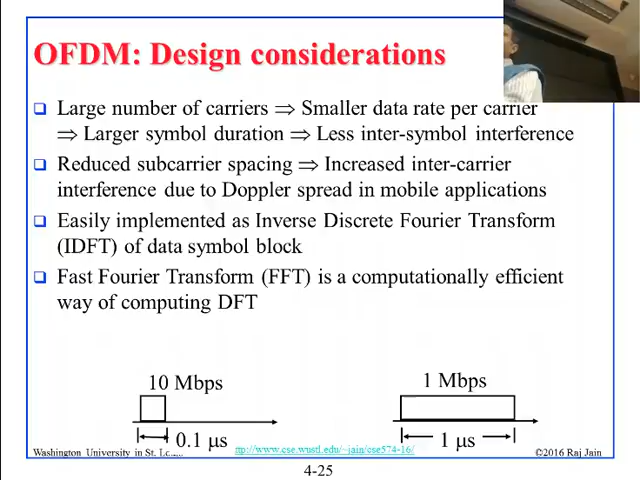 OFDM: Design considerations
❑ Large number of carriers ⇒ Smaller data rate per carrier
⇒ Larger symbol duration ⇒ Less inter-symbol interference
❑ Reduced subcarrier spacing ⇒ Increased inter-carrier
interference due to Doppler spread in mobile applications
❑ Easily implemented as Inverse Discrete Fourier Transform
(IDFT) of data symbol block
❑ Fast Fourier Transform (FFT) is a computationally efficient
way of computing DFT
10 Mbps
1 Mbps
0.1 μs
1 μs
Washington University in St. Louis
ttp://www.cse.wustl.edu/~jain/cse574-16/
©2016 Raj Jain
4-25